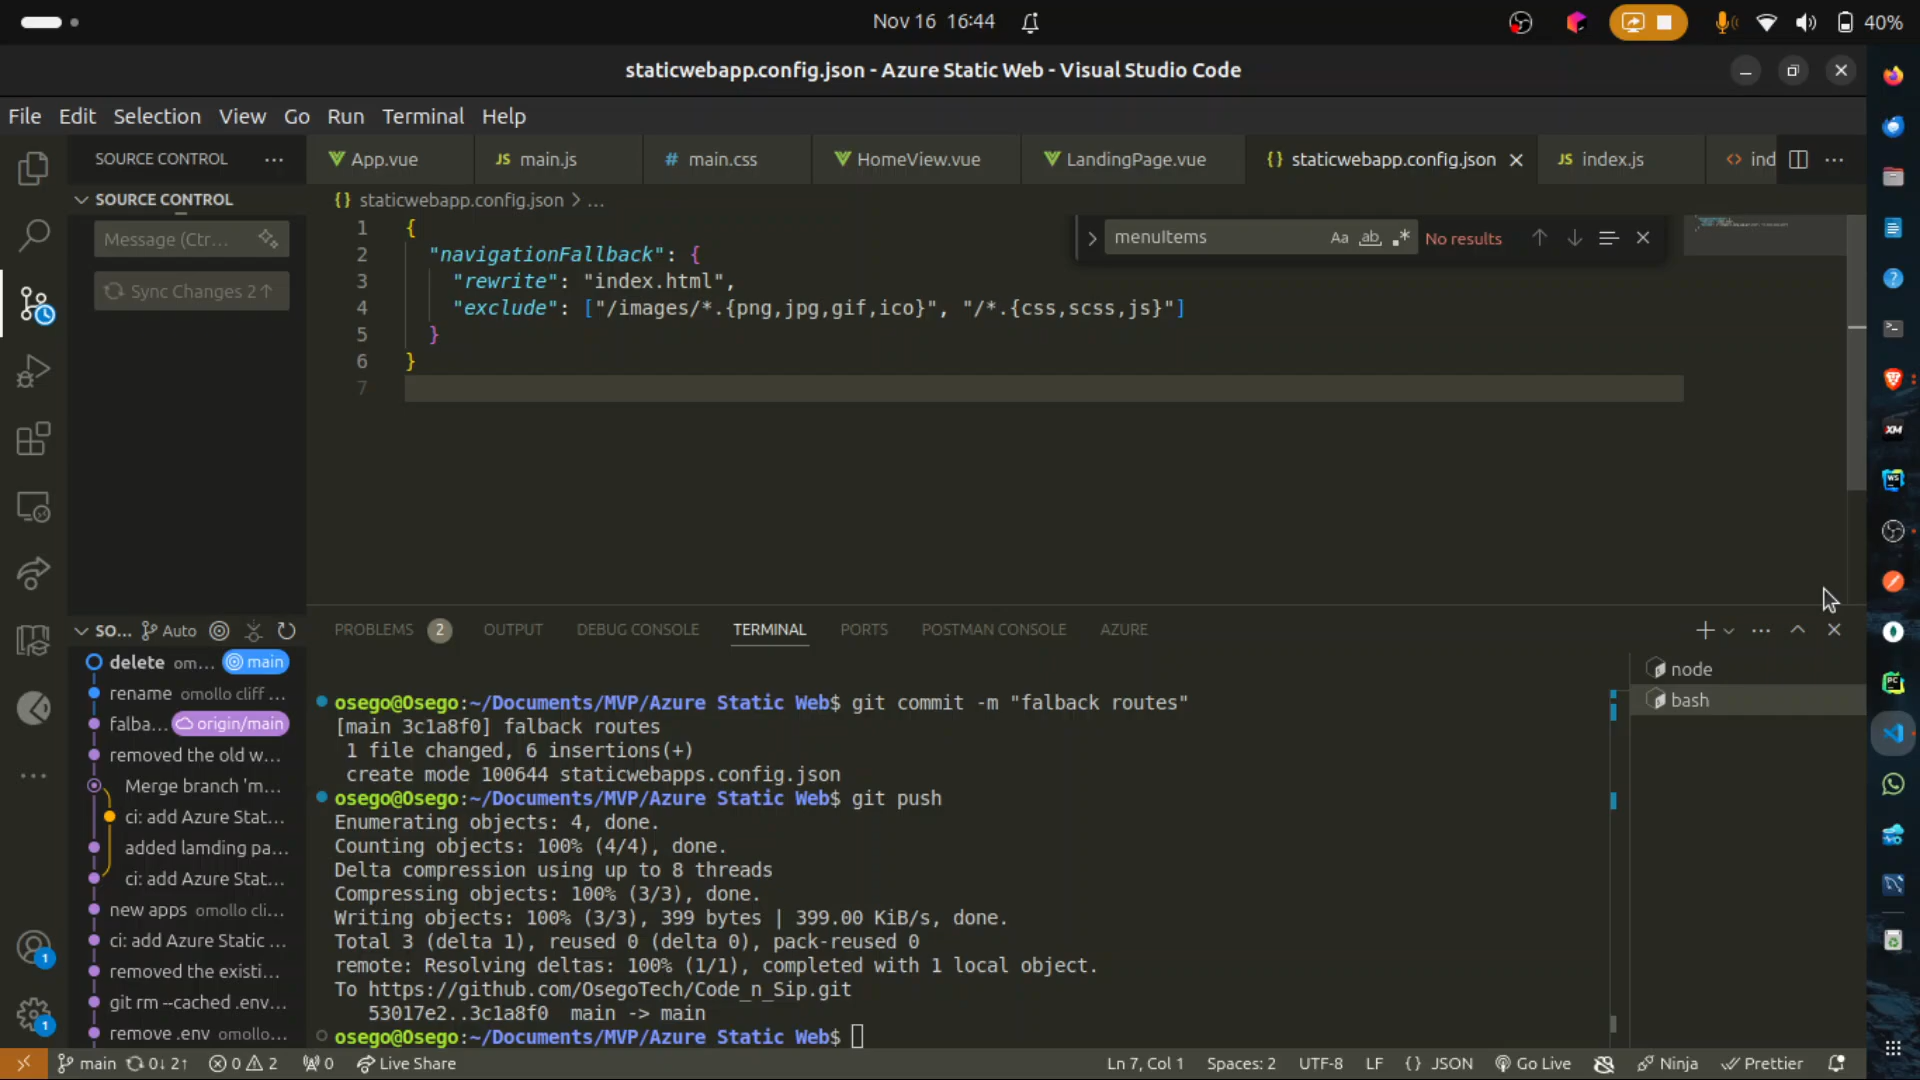 Nov 16 16:44
40%
staticwebapp.config.json - Azure Static Web - Visual Studio Code
File Edit Selection View Go Run Terminal Help
SOURCE CONTROL
App.vue
JS main.js
# main.css
HomeView.vue
LandingPage.vue
{} staticwebapp.config.json
JS index.js
<> ind
SOURCE CONTROL
{} staticwebapp.config.json > ...
Message (Ctr...
Sync Changes 2↑
menuItems
Aa ab .*
No results
1 {
2 "navigationFallback": {
3 "rewrite": "index.html",
4 "exclude": ["/images/*.{png,jpg,gif,ico}", "/*.{css,scss,js}"]
5 }
6 }
7
SO... Auto
delete omo... main
rename omollo cliff ...
falba... origin/main
removed the old w...
Merge branch 'm...
ci: add Azure Stat...
added lamding pa...
ci: add Azure Stat...
new apps omollo cli...
ci: add Azure Static ...
removed the existi...
git rm --cached .env...
remove .env omollo...
PROBLEMS 2 OUTPUT DEBUG CONSOLE TERMINAL PORTS POSTMAN CONSOLE AZURE
node
bash
osego@Osego:~/Documents/MVP/Azure Static Web$ git commit -m "falback routes"
[main 3c1a8f0] falback routes
1 file changed, 6 insertions(+)
create mode 100644 staticwebapps.config.json
osego@Osego:~/Documents/MVP/Azure Static Web$ git push
Enumerating objects: 4, done.
Counting objects: 100% (4/4), done.
Delta compression using up to 8 threads
Compressing objects: 100% (3/3), done.
Writing objects: 100% (3/3), 399 bytes | 399.00 KiB/s, done.
Total 3 (delta 1), reused 0 (delta 0), pack-reused 0
remote: Resolving deltas: 100% (1/1), completed with 1 local object.
To https://github.com/OsegoTech/Code_n_Sip.git
53017e2..3c1a8f0 main -> main
osego@Osego:~/Documents/MVP/Azure Static Web$
1
1
main 0↓ 2↑ 0 2 0 Live Share
Ln 7, Col 1 Spaces: 2 UTF-8 LF {} JSON Go Live Ninja Prettier
XM
WS
PC